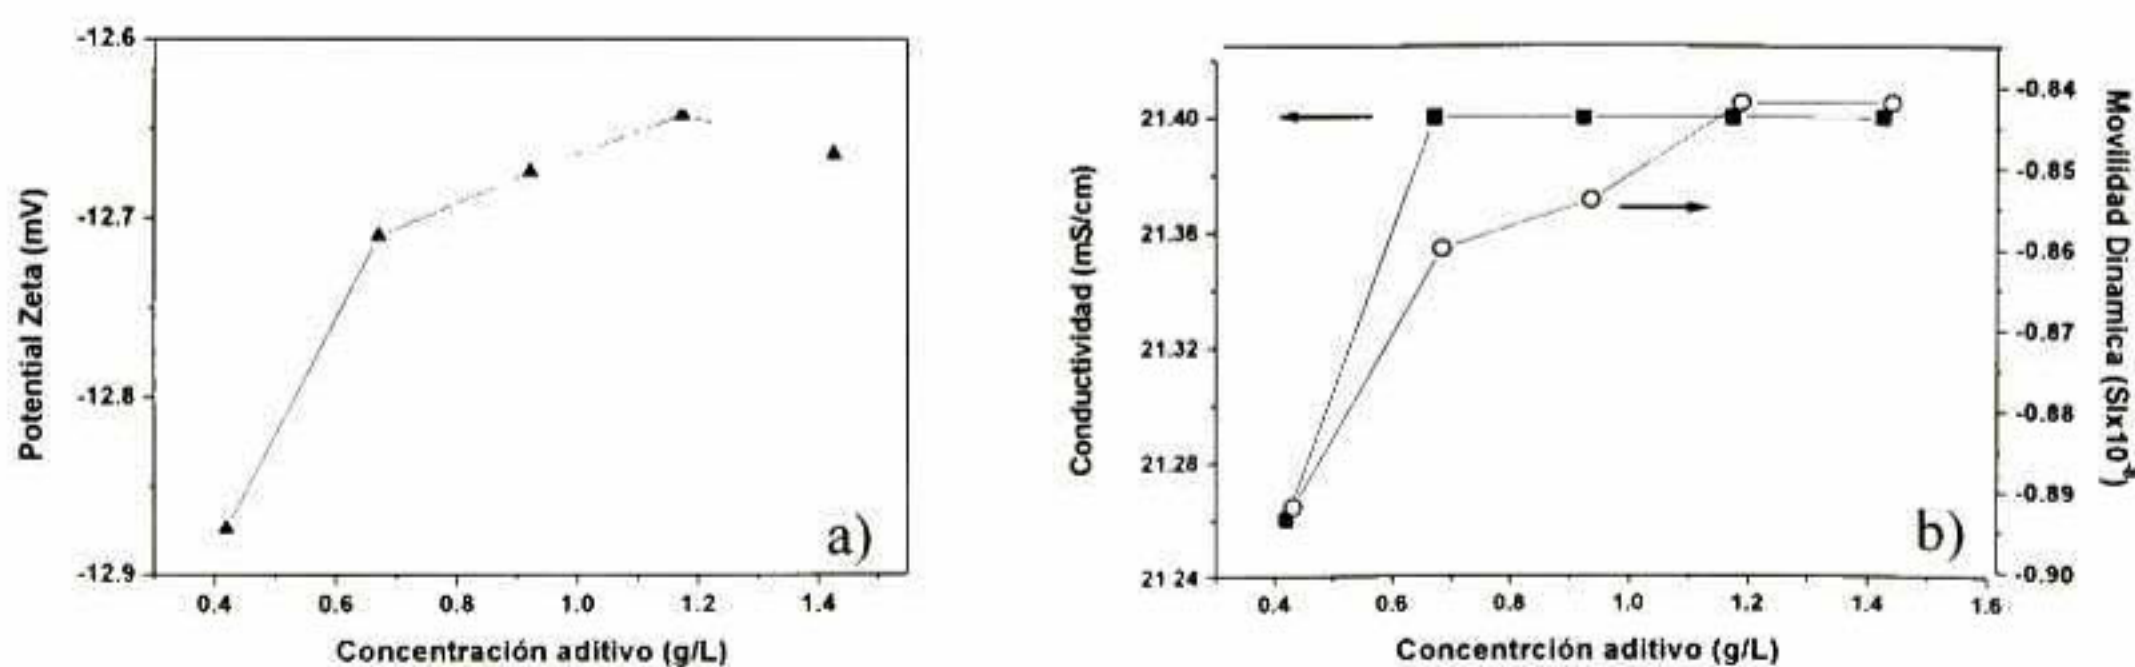 -12.6
-12.7
-12.8
-12.9
Potential Zeta (mV)
a)
0.4 0.6 0.8 1.0 1.2 1.4
Concentración aditivo (g/L)
21.40
21.36
21.32
21.28
21.24
Conductividad (mS/cm)
-0.84
-0.85
-0.86
-0.87
-0.88
-0.89
-0.90
Movilidad Dinamica (SIx10⁻⁸)
b)
0.4 0.6 0.8 1.0 1.2 1.4 1.6
Concentrción aditivo (g/L)